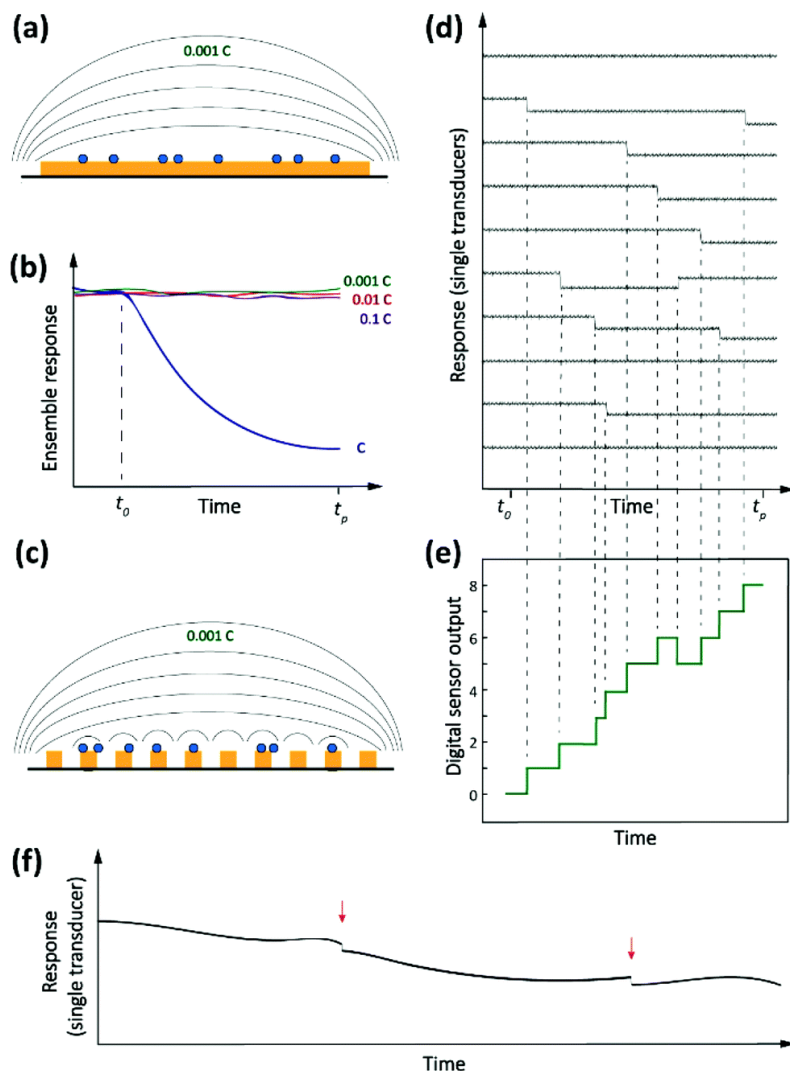 (a)
0.001 C
(b)
Ensemble response
0.001 C
0.01 C
0.1 C
C
t0
Time
tp
(c)
0.001 C
(d)
Response (single transducers)
t0
Time
tp
(e)
Digital sensor output
8
6
4
2
0
Time
(f)
Response
(single transducer)
Time